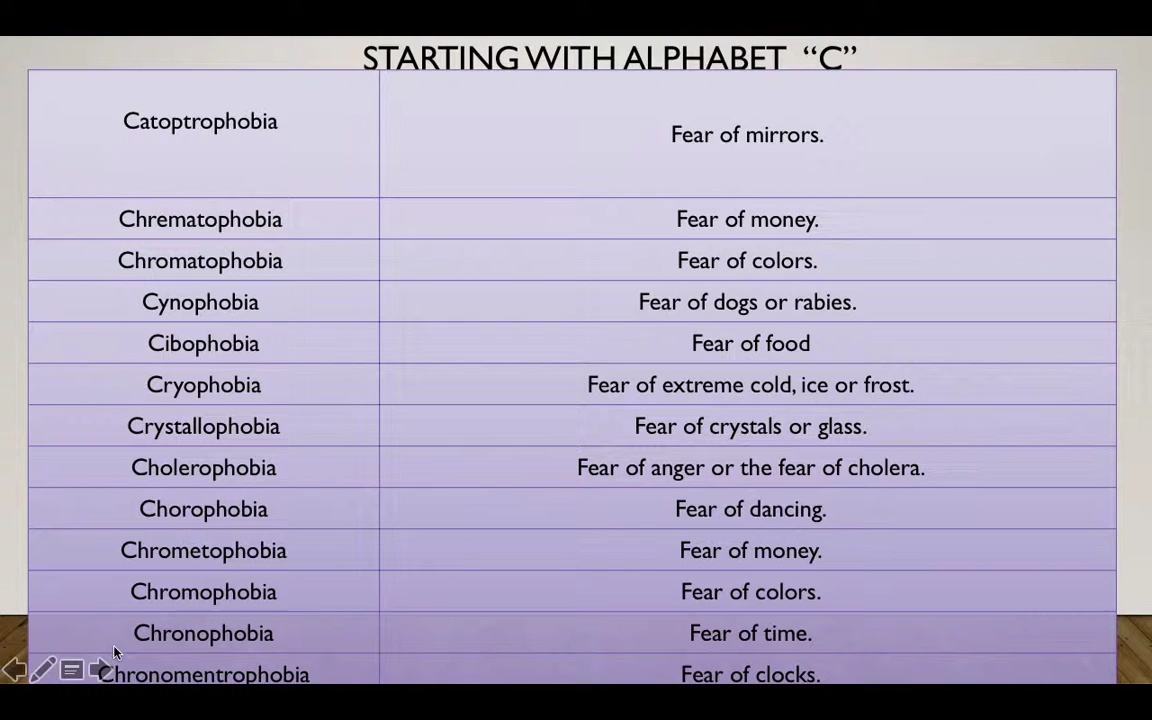 STARTING WITH ALPHABET “C”
Catoptrophobia Fear of mirrors.
Chrematophobia Fear of money.
Chromatophobia Fear of colors.
Cynophobia Fear of dogs or rabies.
Cibophobia Fear of food
Cryophobia Fear of extreme cold, ice or frost.
Crystallophobia Fear of crystals or glass.
Cholerophobia Fear of anger or the fear of cholera.
Chorophobia Fear of dancing.
Chrometophobia Fear of money.
Chromophobia Fear of colors.
Chronophobia Fear of time.
Chronomentrophobia Fear of clocks.